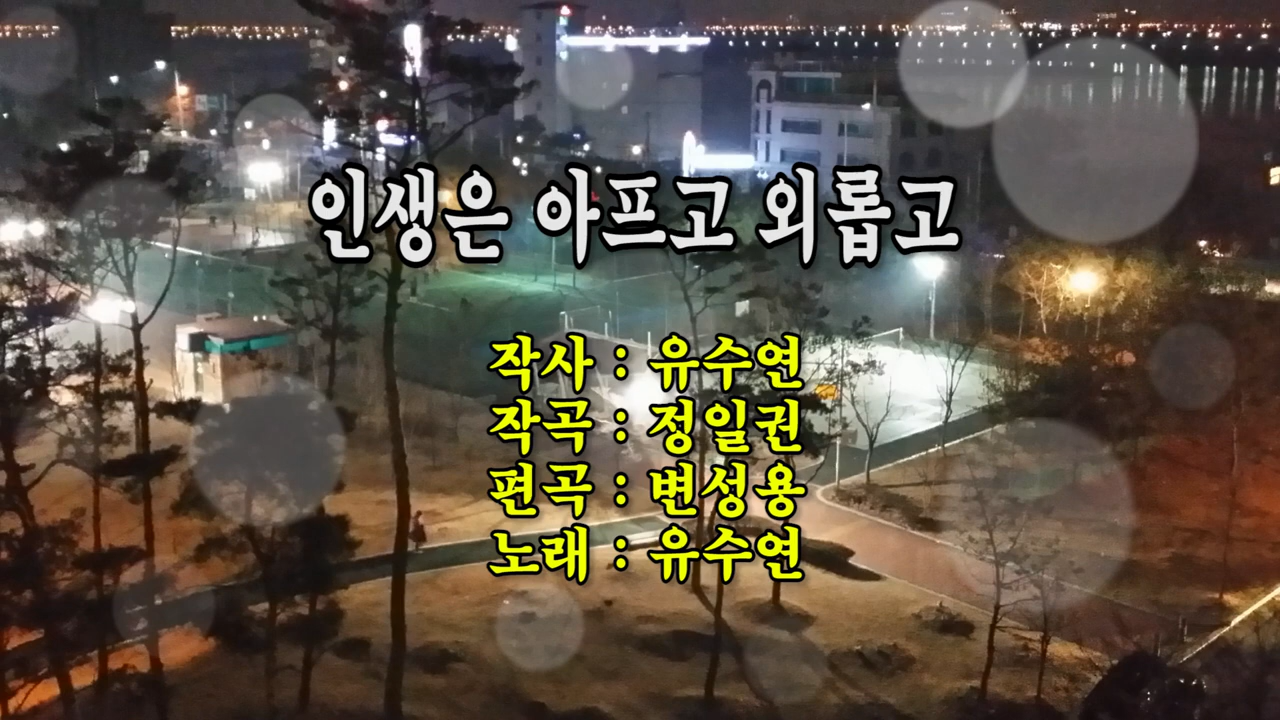 인생은 아프고 외롭고
작사 : 유수연
작곡 : 정일권
편곡 : 변성용
노래 : 유수연